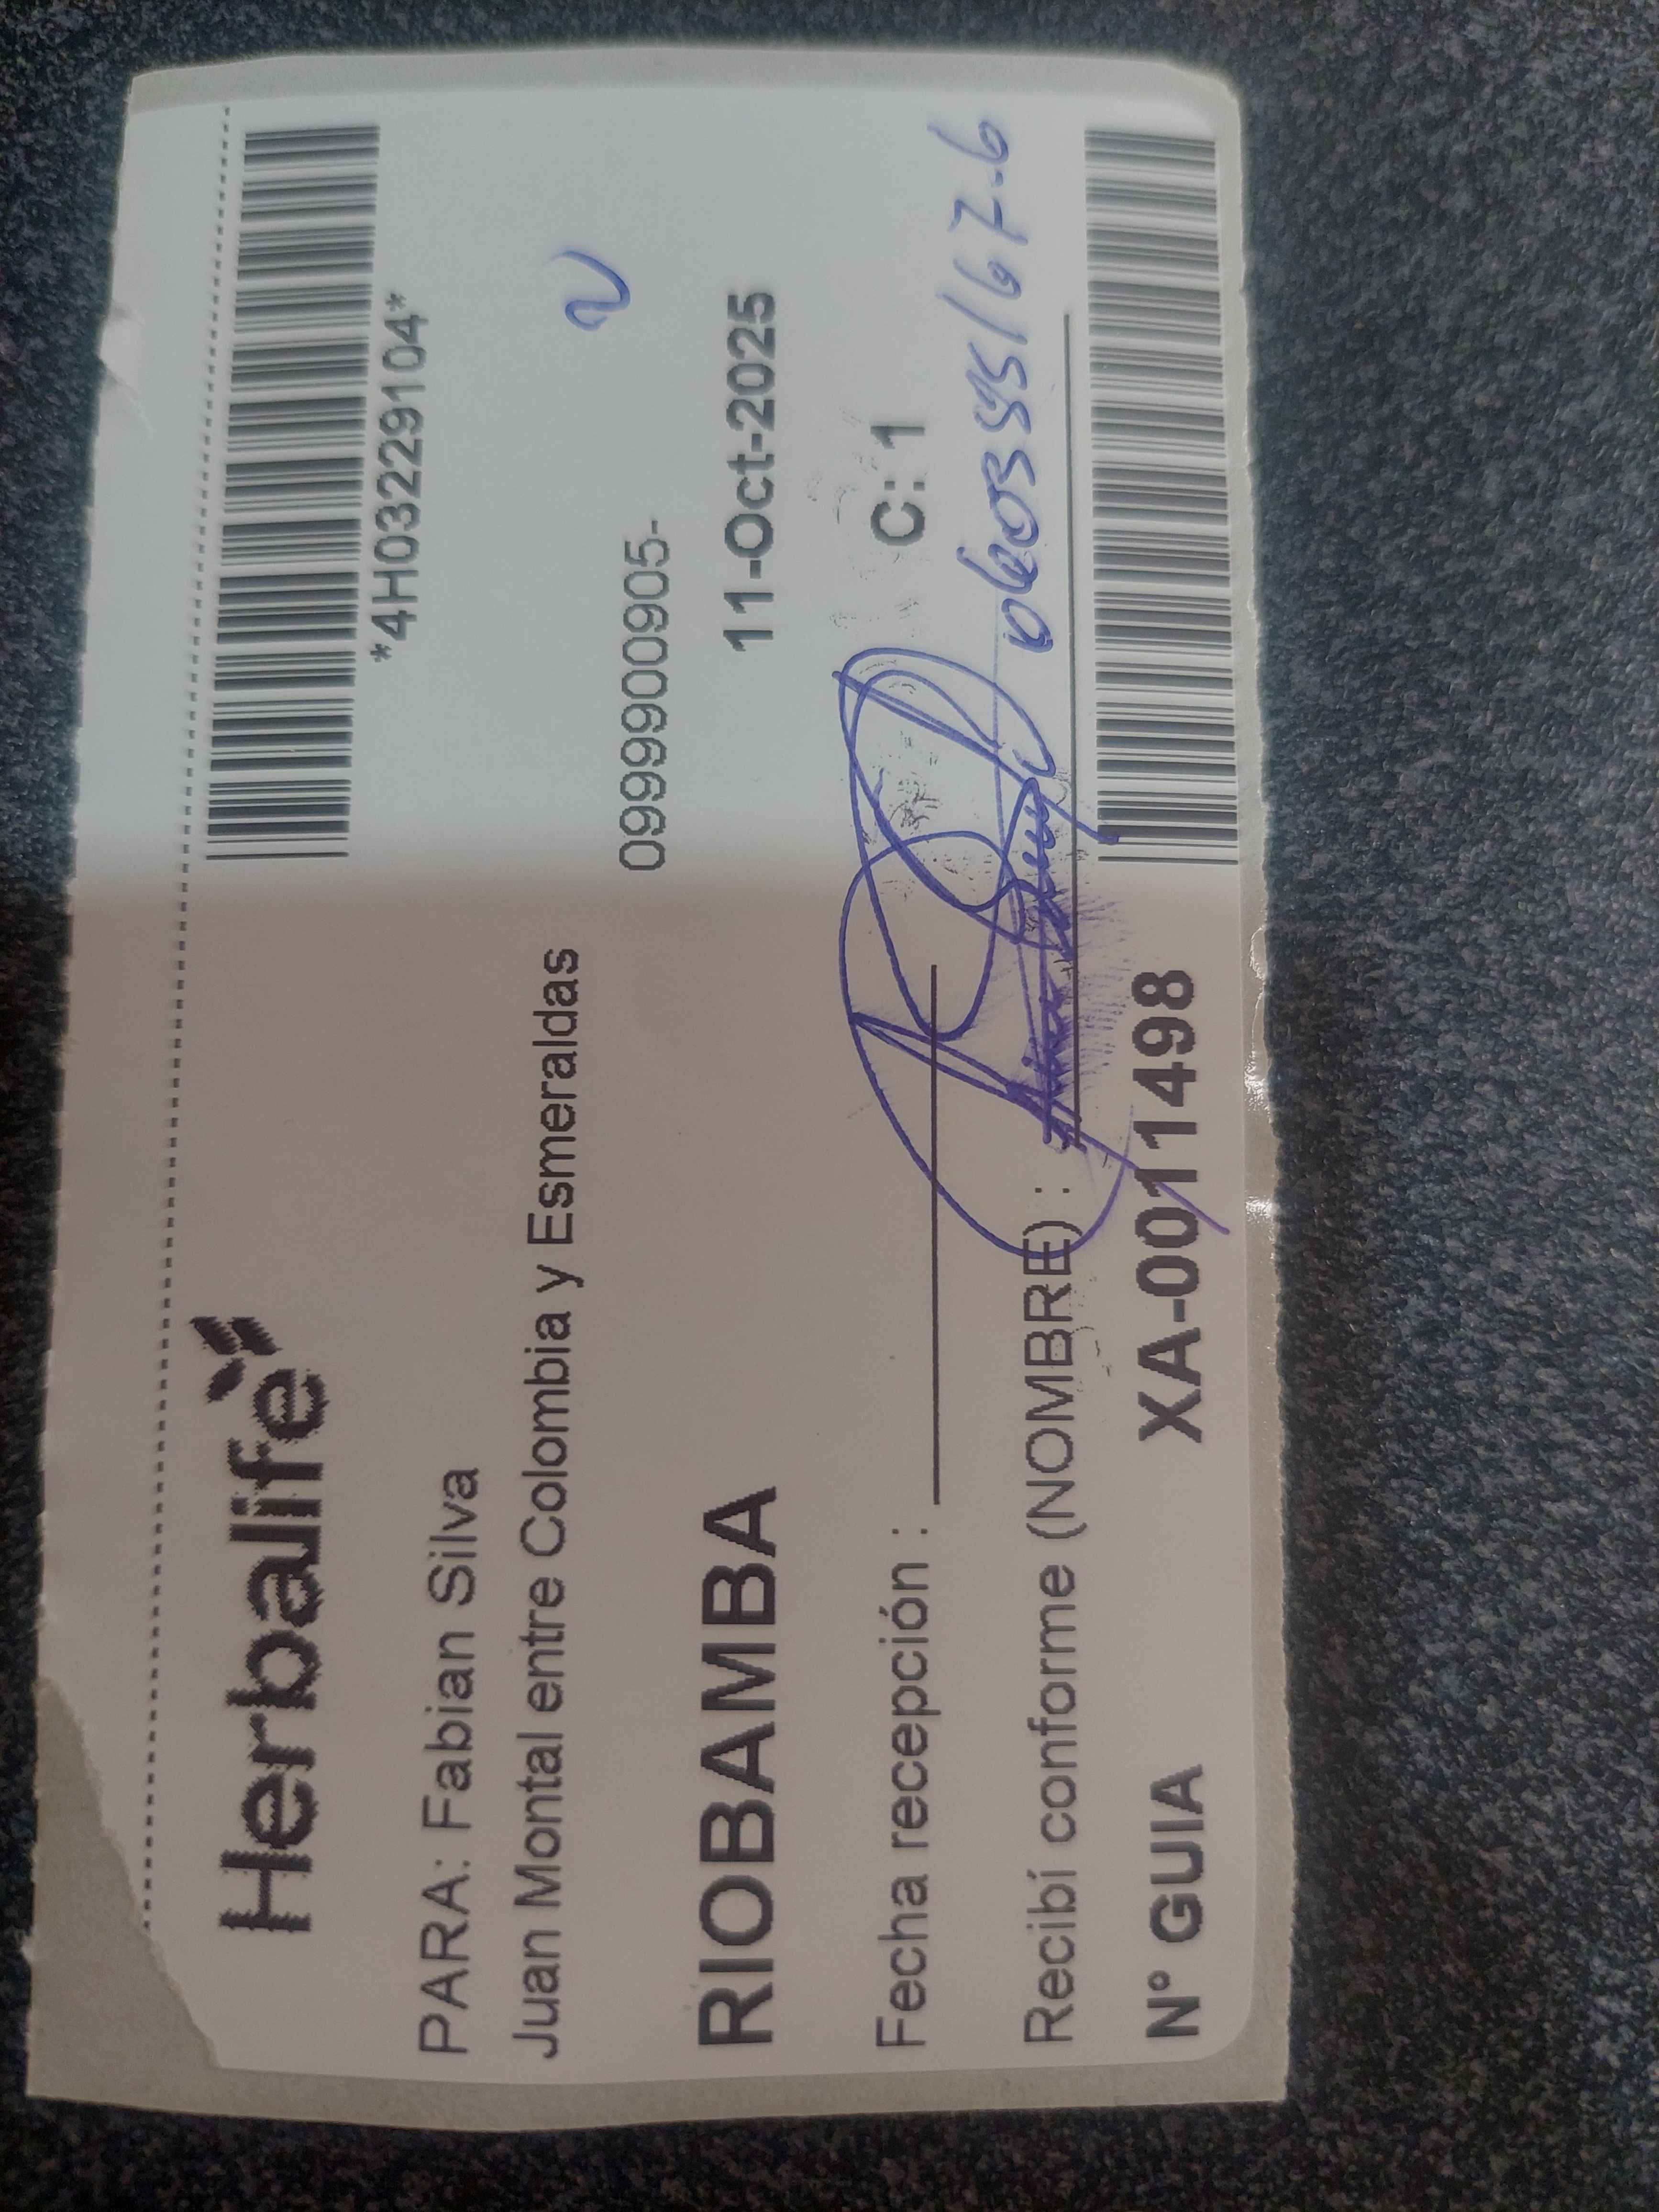 Herbalife
*4H03229104*
PARA: Fabian Silva
Juan Montal entre Colombia y Esmeraldas
0999900905-
RIOBAMBA 11-Oct-2025
Fecha recepción : C: 1
Recibí conforme (NOMBRE) :
N° GUIA XA-0011498